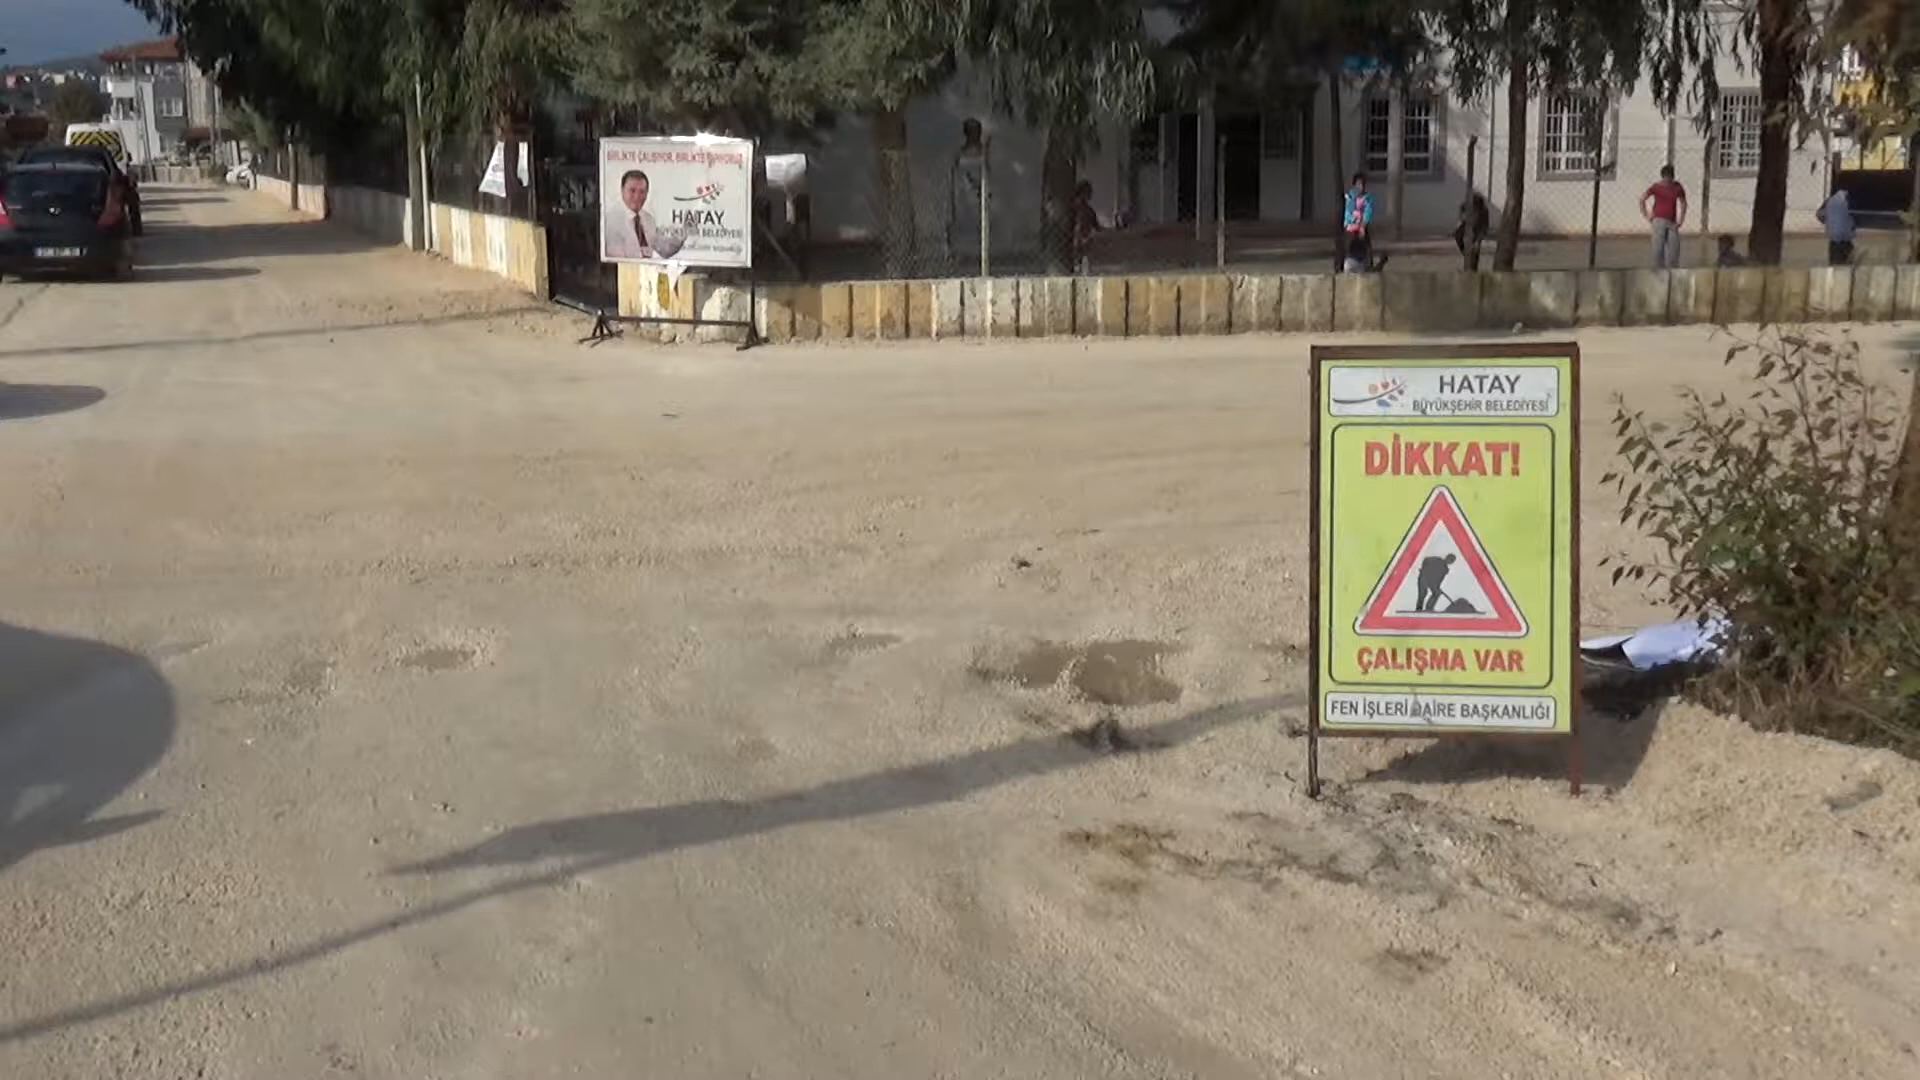 BİRLİKTE ÇALIŞIYOR, BİRLİKTE
HATAY
BÜYÜKŞEHİR BELEDİYESİ
HATAY
BÜYÜKŞEHİR BELEDİYESİ
DİKKAT!
ÇALIŞMA VAR
FEN İŞLERİ DAİRE BAŞKANLIĞI